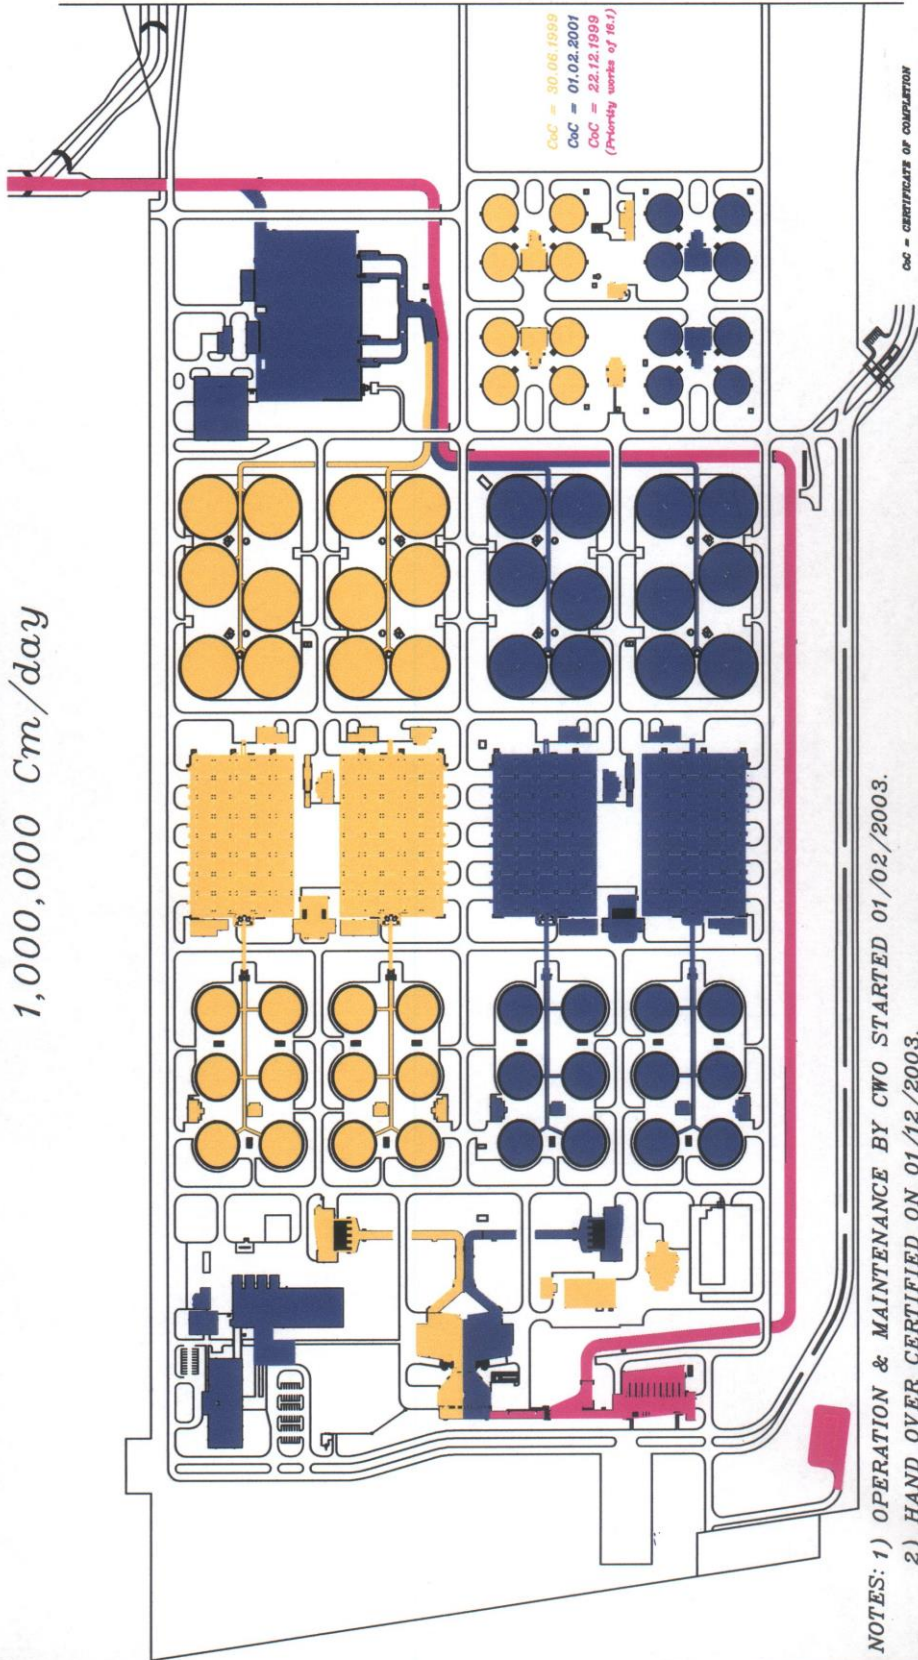 1,000,000 Cm/day
CoC = 30.06.1999
CoC = 01.02.2001
CoC = 22.12.1999
(Priority works of 16.1)
CoC = CERTIFICATE OF COMPLETION
NOTES: 1) OPERATION & MAINTENANCE BY CWO STARTED 01/02/2003.
2) HAND OVER CERTIFIED ON 01/12/2003.